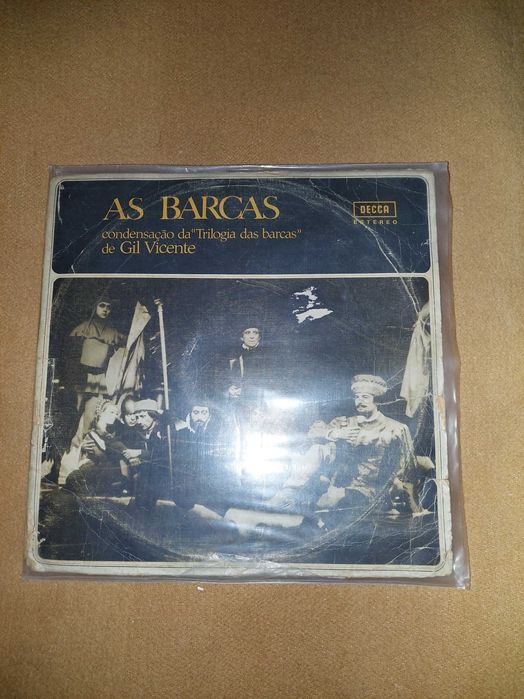 AS BARCAS
DECCA
ESTEREO
condensação da "Trilogia das barcas"
de Gil Vicente